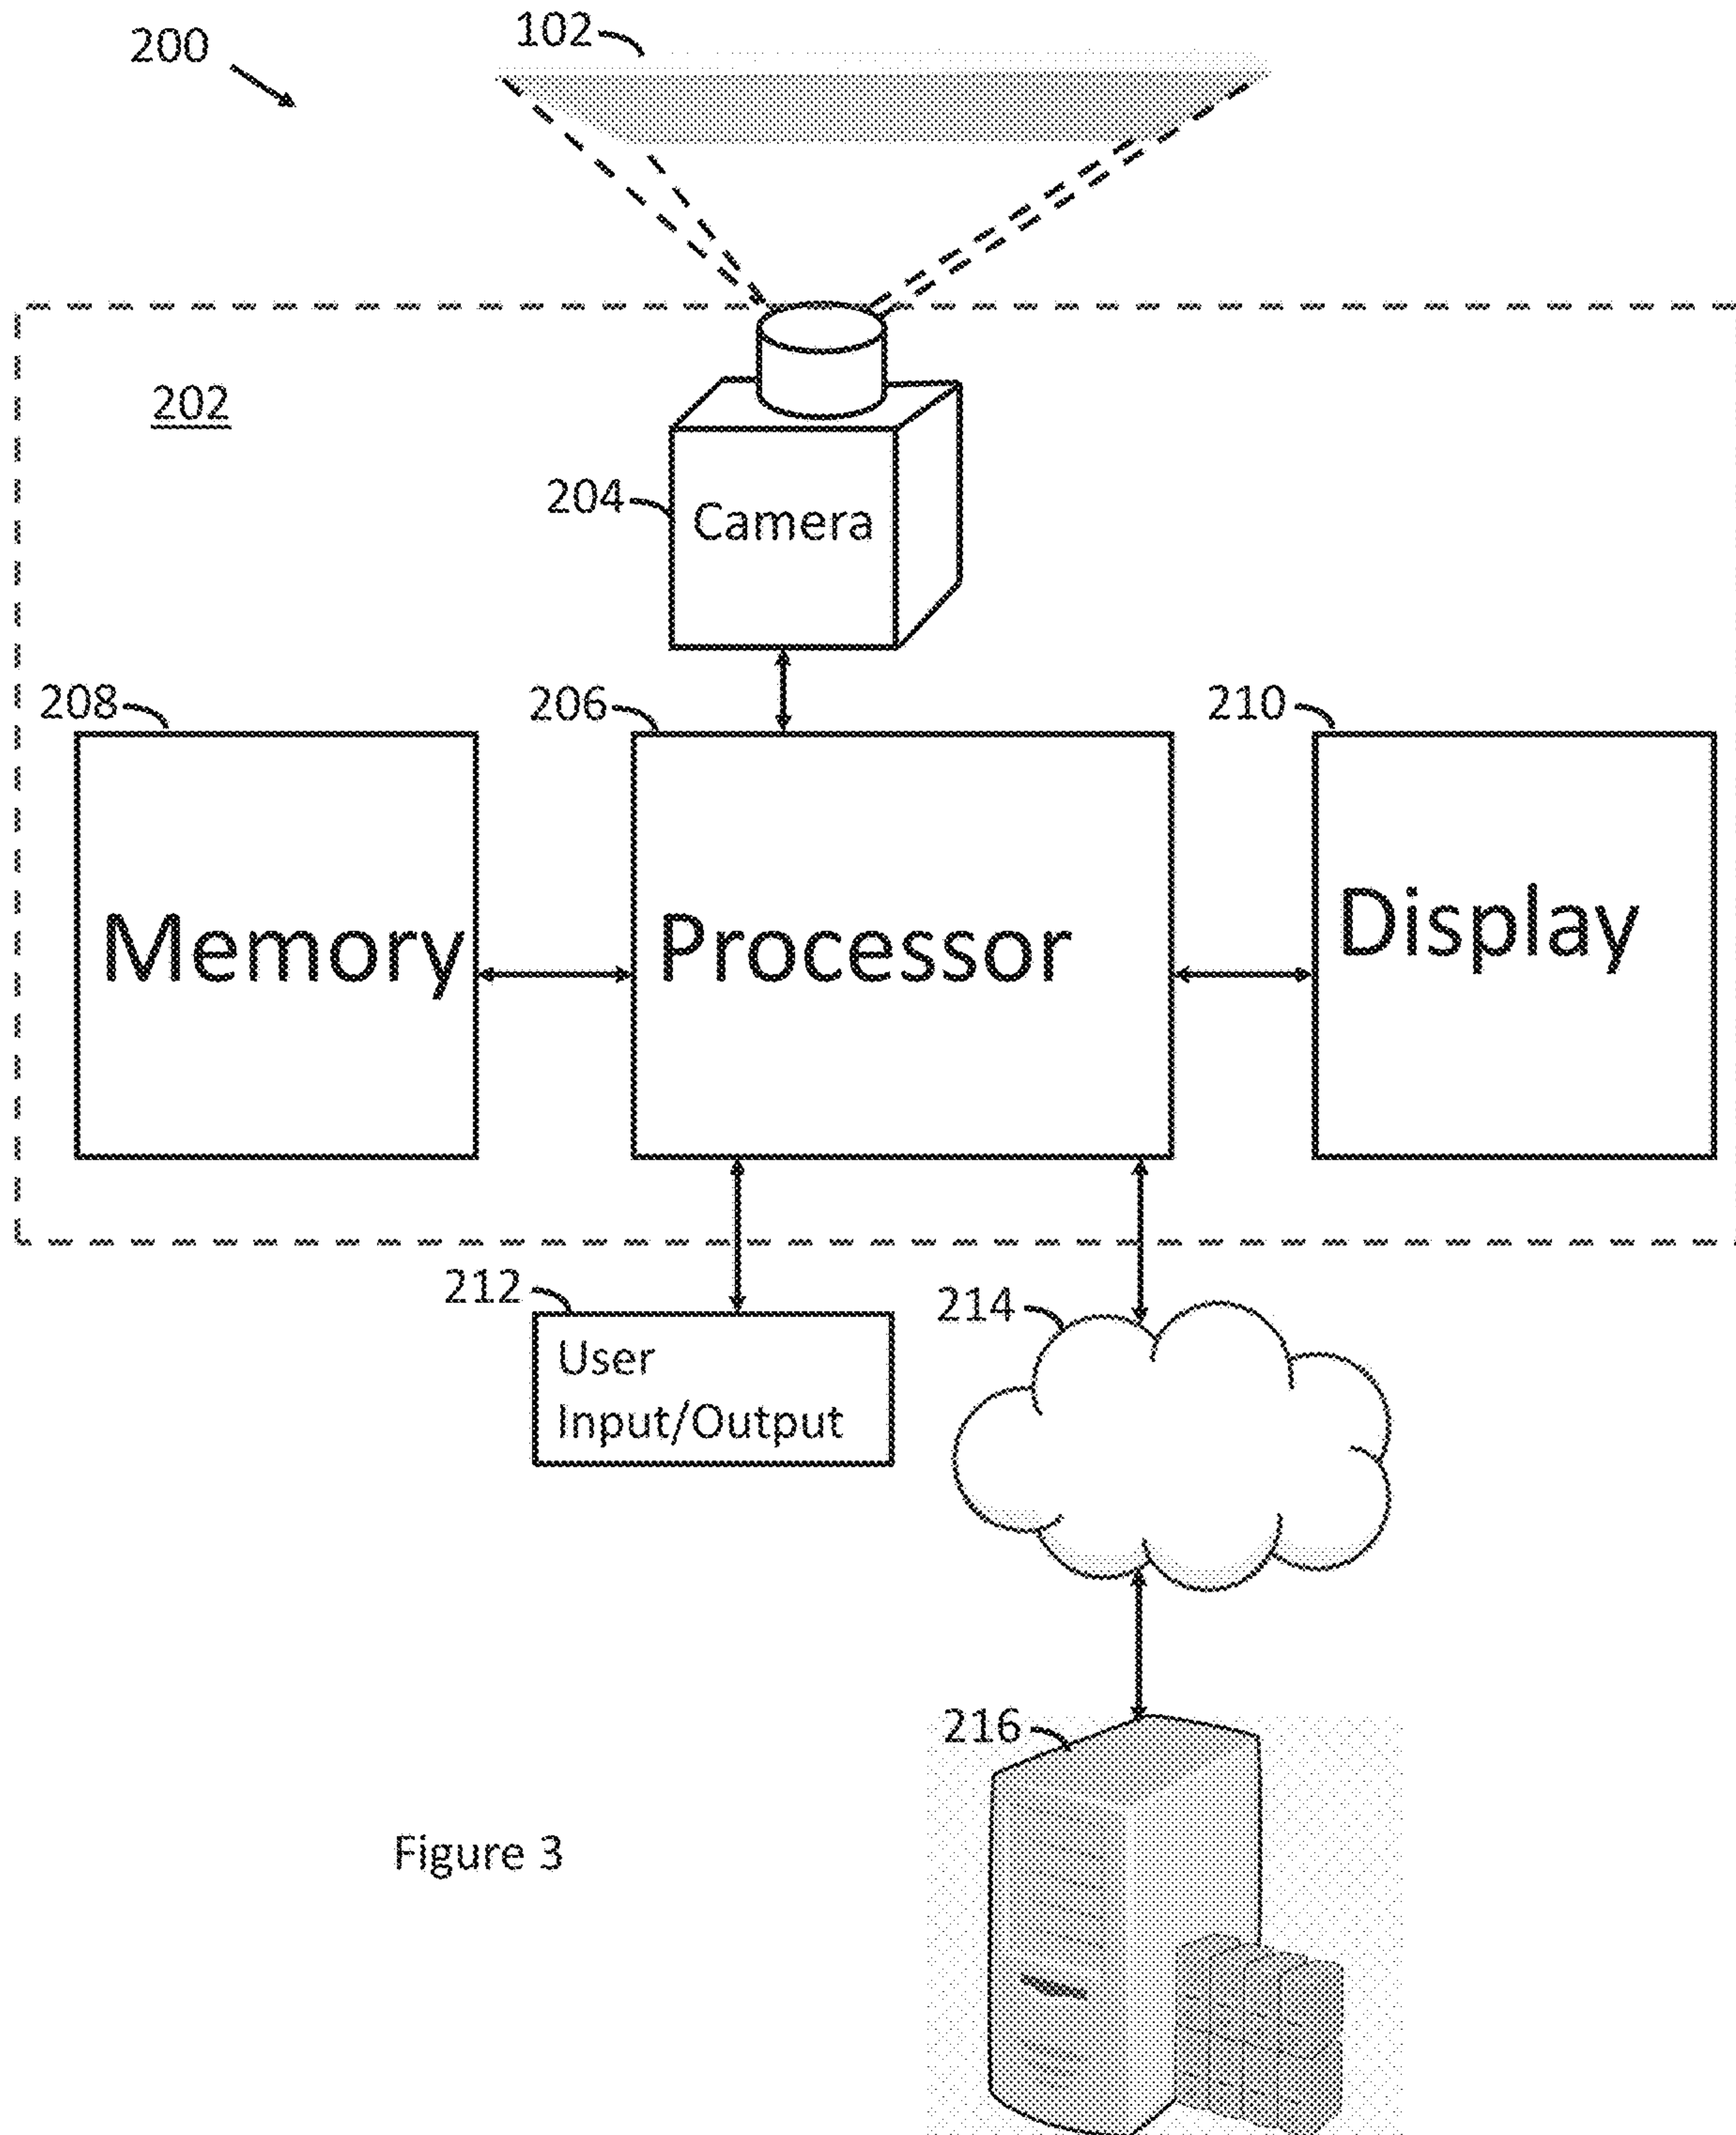 200
102
202
204
Camera
208
206
210
Memory
Processor
Display
212
User
Input/Output
214
216
Figure 3